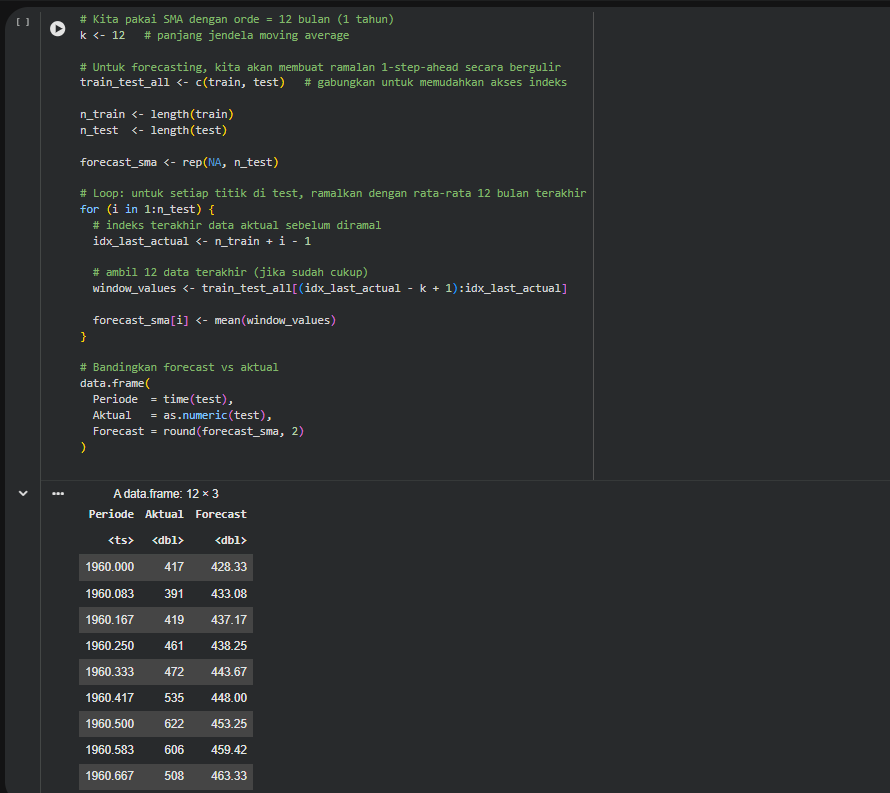 [ ]
# Kita pakai SMA dengan orde = 12 bulan (1 tahun)
k <- 12   # panjang jendela moving average
# Untuk forecasting, kita akan membuat ramalan 1-step-ahead secara bergulir
train_test_all <- c(train, test)   # gabungkan untuk memudahkan akses indeks
n_train <- length(train)
n_test  <- length(test)
forecast_sma <- rep(NA, n_test)
# Loop: untuk setiap titik di test, ramalkan dengan rata-rata 12 bulan terakhir
for (i in 1:n_test) {
  # indeks terakhir data aktual sebelum diramal
  idx_last_actual <- n_train + i - 1
  # ambil 12 data terakhir (jika sudah cukup)
  window_values <- train_test_all[(idx_last_actual - k + 1):idx_last_actual]
  forecast_sma[i] <- mean(window_values)
}
# Bandingkan forecast vs aktual
data.frame(
  Periode  = time(test),
  Aktual   = as.numeric(test),
  Forecast = round(forecast_sma, 2)
)
A data.frame: 12 × 3
Periode Aktual Forecast
<ts> <dbl> <dbl>
1960.000 417 428.33
1960.083 391 433.08
1960.167 419 437.17
1960.250 461 438.25
1960.333 472 443.67
1960.417 535 448.00
1960.500 622 453.25
1960.583 606 459.42
1960.667 508 463.33